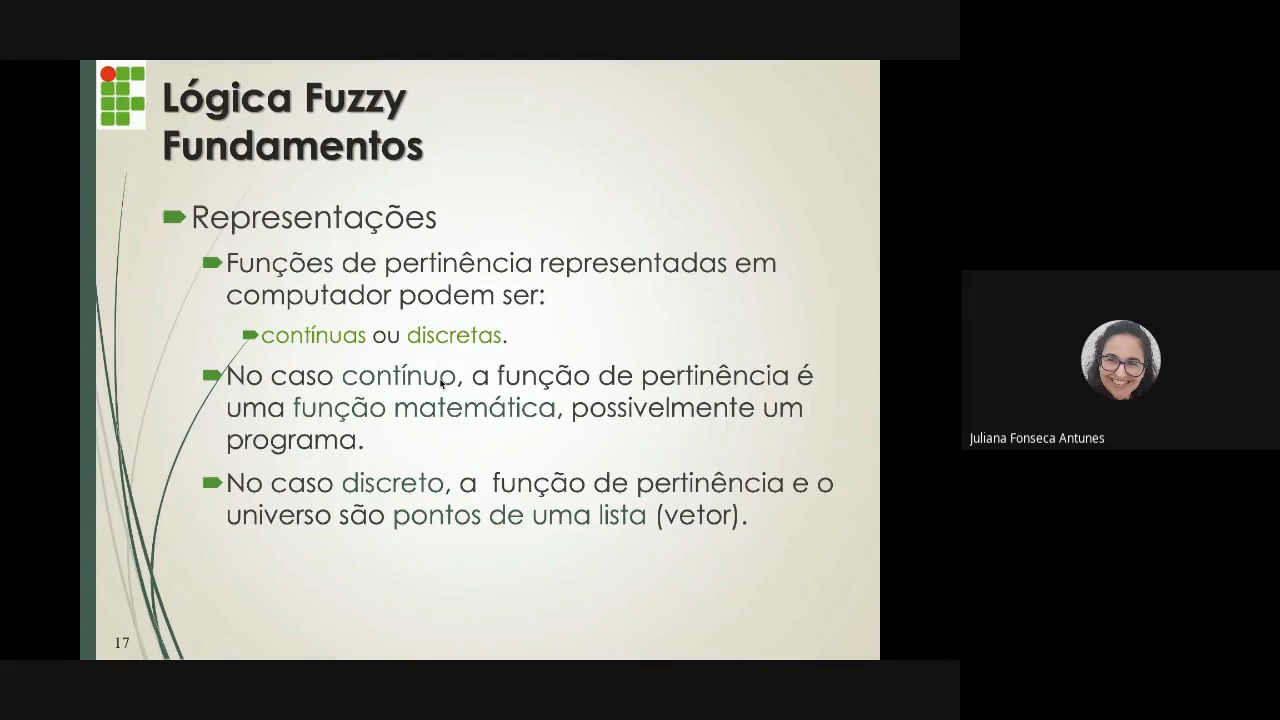 Lógica Fuzzy
Fundamentos
Representações
Funções de pertinência representadas em
computador podem ser:
contínuas ou discretas.
No caso contínuo, a função de pertinência é
uma função matemática, possivelmente um
programa.
No caso discreto, a função de pertinência e o
universo são pontos de uma lista (vetor).
17
Juliana Fonseca Antunes